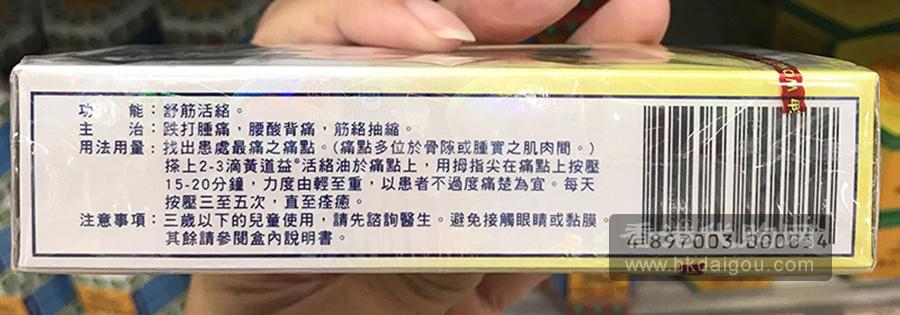 功　　能：舒筋活絡。
主　　治：跌打腫痛，腰酸背痛，筋絡抽縮。
用法用量：找出患處最痛之痛點。（痛點多位於骨隙或腫實之肌肉間。）
搽上2-3滴黃道益®活絡油於痛點上，用拇指尖在痛點上按壓
15-20分鐘，力度由輕至重，以患者不過度痛楚為宜。每天
按壓三至五次，直至痊癒。
注意事項：三歲以下的兒童使用，請先諮詢醫生。避免接觸眼睛或黏膜。
其餘請參閱盒內說明書。
4 897003 000034
www.hkdaigou.com